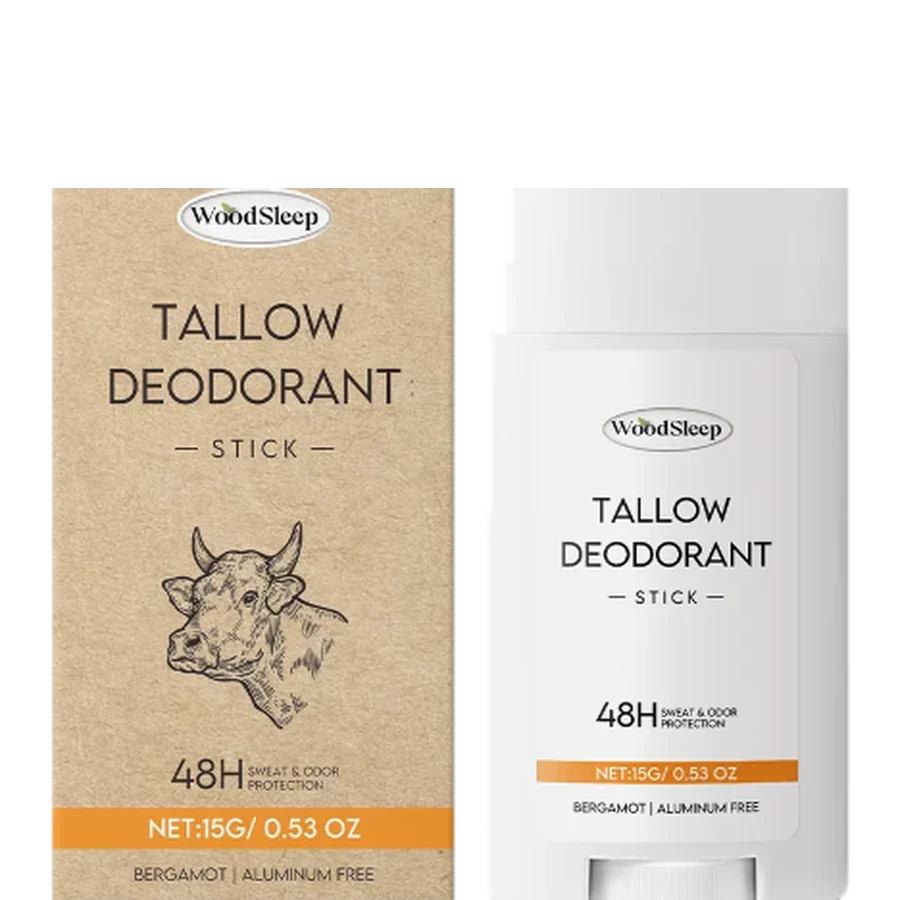 WoodSleep
TALLOW
DEODORANT
— STICK —
48H SWEAT & ODOR
PROTECTION
NET:15G/ 0.53 OZ
BERGAMOT | ALUMINUM FREE
WoodSleep
TALLOW
DEODORANT
— STICK —
48H SWEAT & ODOR
PROTECTION
NET:15G/ 0.53 OZ
BERGAMOT | ALUMINUM FREE